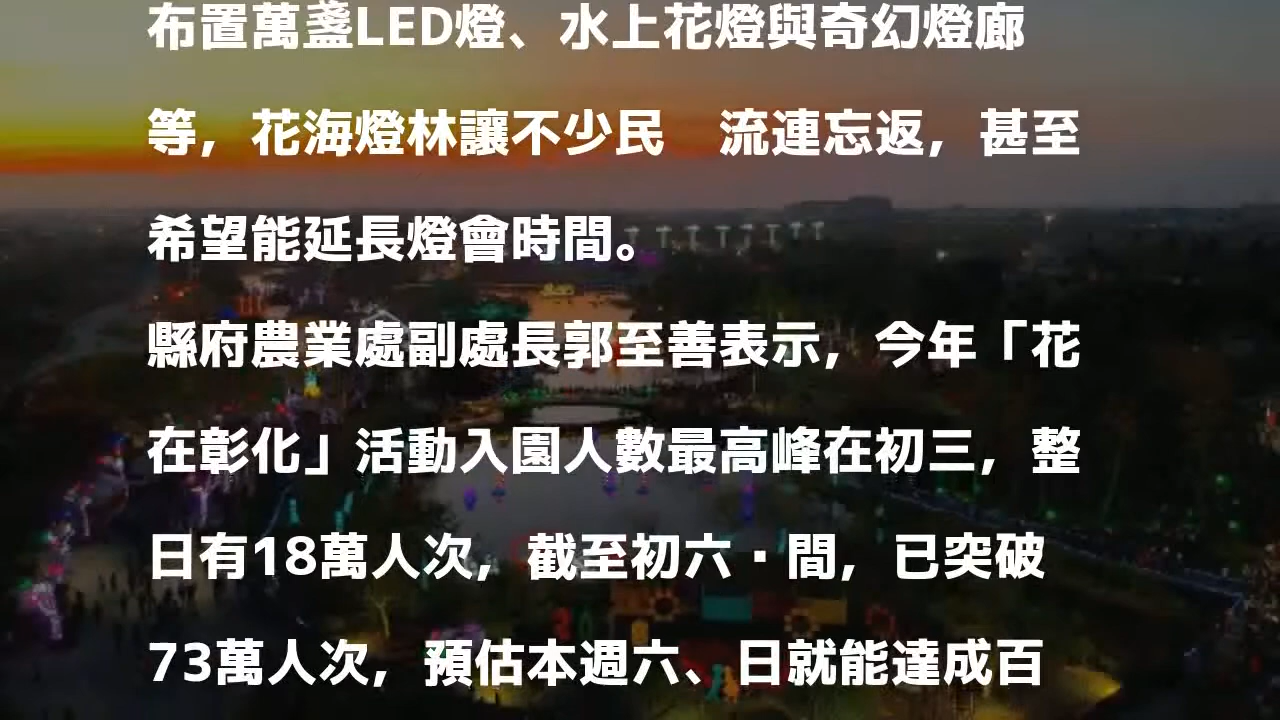 布置萬盞LED燈、水上花燈與奇幻燈廊
等，花海燈林讓不少民　流連忘返，甚至
希望能延長燈會時間。
縣府農業處副處長郭至善表示，今年「花
在彰化」活動入園人數最高峰在初三，整
日有18萬人次，截至初六·間，已突破
73萬人次，預估本週六、日就能達成百